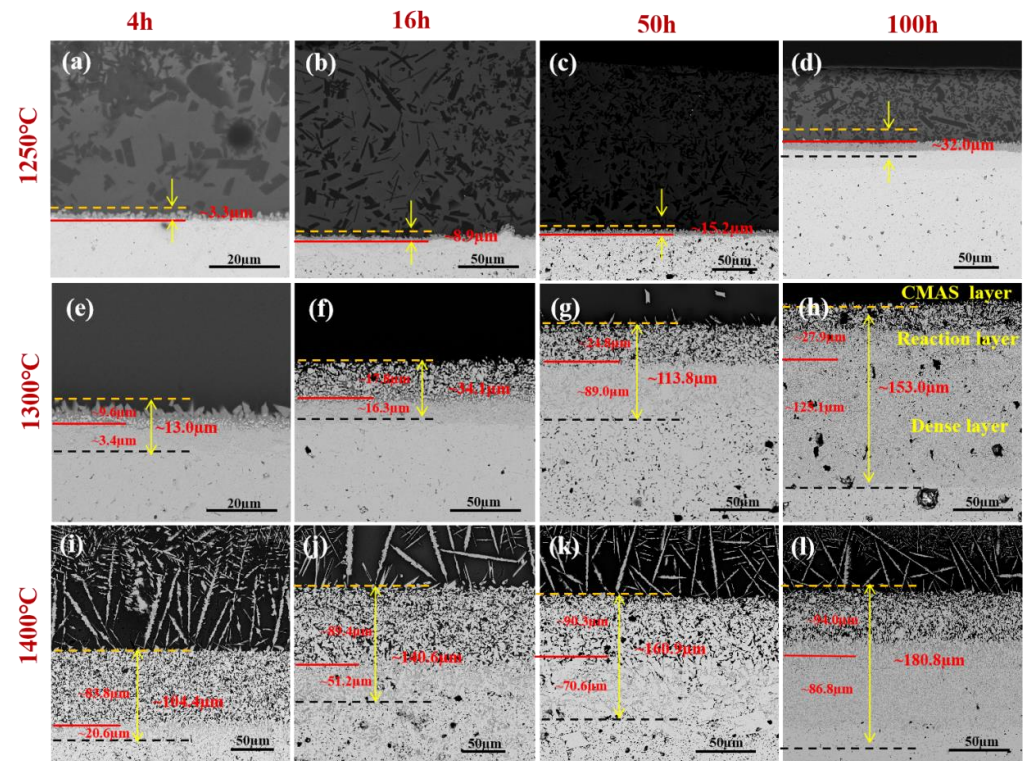 4h
16h
50h
100h
1250°C
(a)
~3.3μm
20μm
(b)
~8.9μm
50μm
(c)
~15.2μm
50μm
(d)
~32.0μm
50μm
1300°C
(e)
~9.6μm
~13.0μm
~3.4μm
20μm
(f)
~17.8μm
~34.1μm
~16.3μm
50μm
(g)
~24.8μm
~113.8μm
~89.0μm
50μm
CMAS layer
(h)
~27.9μm
Reaction layer
~153.0μm
~125.1μm
Dense layer
50μm
1400°C
(i)
~83.8μm
~104.4μm
~20.6μm
50μm
(j)
~89.4μm
~140.6μm
~51.2μm
50μm
(k)
~90.3μm
~160.9μm
~70.6μm
50μm
(l)
~94.0μm
~180.8μm
~86.8μm
50μm